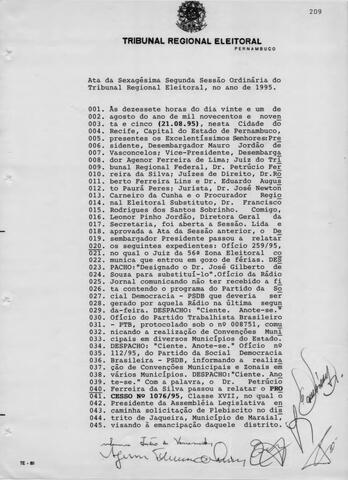 209
TRIBUNAL REGIONAL ELEITORAL
PERNAMBUCO
Ata da Sexagésima Segunda Sessão Ordinária do
Tribunal Regional Eleitoral, no ano de 1995.
001. Às dezessete horas do dia vinte e um de
002. agosto do ano de mil novecentos e noven
003. ta e cinco (21.08.95), nesta Cidade do
004. Recife, Capital do Estado de Pernambuco,
005. presentes os Excelentíssimos Senhores:Pre
006. sidente, Desembargador Mauro Jordão de
007. Vasconcelos; Vice-Presidente, Desembarga
008. dor Agenor Ferreira de Lima; Juiz do Tri
009. bunal Regional Federal, Dr. Petrúcio Fer
010. reira da Silva; Juízes de Direito, Dr.Ro
011. berto Ferreira Lins e Dr. Eduardo Augus
012. to Paurá Peres; Jurista, Dr. José Newton
013. Carneiro da Cunha e o Procurador Regio
014. nal Eleitoral Substituto, Dr. Francisco
015. Rodrigues dos Santos Sobrinho. Comigo,
016. Leonor Pinho Jordão, Diretora Geral da
017. Secretaria, foi aberta a Sessão. Lida e
018. aprovada a Ata da Sessão anterior, o De
019. sembargador Presidente passou a relatar
020. os seguintes expedientes: Ofício 259/95,
021. no qual o Juiz da 56ª Zona Eleitoral co
022. munica que entrou em gozo de férias. DES
023. PACHO:"Designado o Dr. José Gilberto de
024. Souza para substituí-lo".Ofício da Rádio
025. Jornal comunicando não ter recebido a fi
026. ta contendo o programa do Partido da So
027. cial Democracia - PSDB que deveria ser
028. gerado por aquela Rádio na última segun
029. da-feira. DESPACHO: "Ciente. Anote-se."
030. Ofício do Partido Trabalhista Brasileiro
031. - PTB, protocolado sob o nº 008751, comu
032. nicando a realização de Convenções Muni
033. cipais em diversos Municípios do Estado.
034. DESPACHO: "Ciente. Anote-se." Ofício nº
035. 112/95, do Partido da Social Democracia
036. Brasileira - PSDB, informando a realiza
037. ção de Convenções Municipais e Zonais em
038. vários Municípios. DESPACHO:"Ciente. Ano
039. te-se." Com a palavra, o Dr. Petrúcio
040. Ferreira da Silva passou a relatar o PRO
041. CESSO Nº 1076/95, Classe XVII, no qual o
042. Presidente da Assembléia Legislativa en
043. caminha solicitação de Plebiscito no dis
044. trito de Jaqueira, Município de Maraial,
045. visando à emancipação daquele distrito.